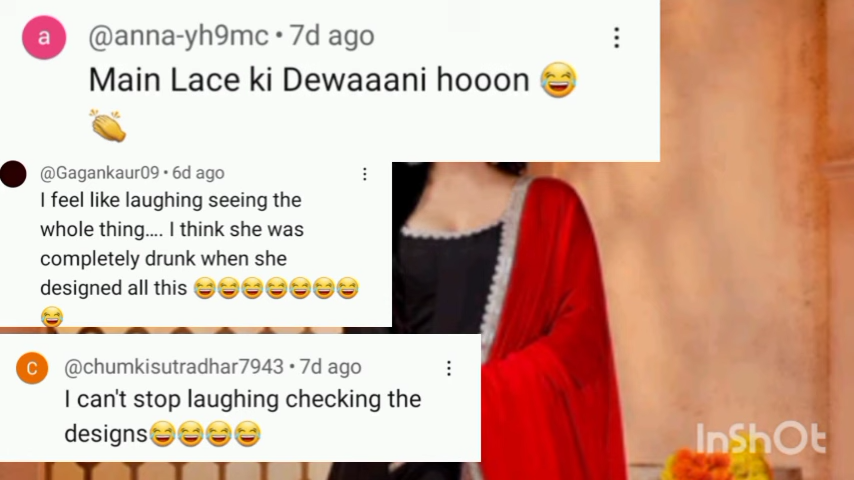 a @anna-yh9mc • 7d ago
Main Lace ki Dewaaani hooon 😂
👏
@Gagankaur09 • 6d ago
I feel like laughing seeing the
whole thing.... I think she was
completely drunk when she
designed all this 😂😂😂😂😂😂😂
😂
C @chumkisutradhar7943 • 7d ago
I can't stop laughing checking the
designs😂😂😂😂
InShOt